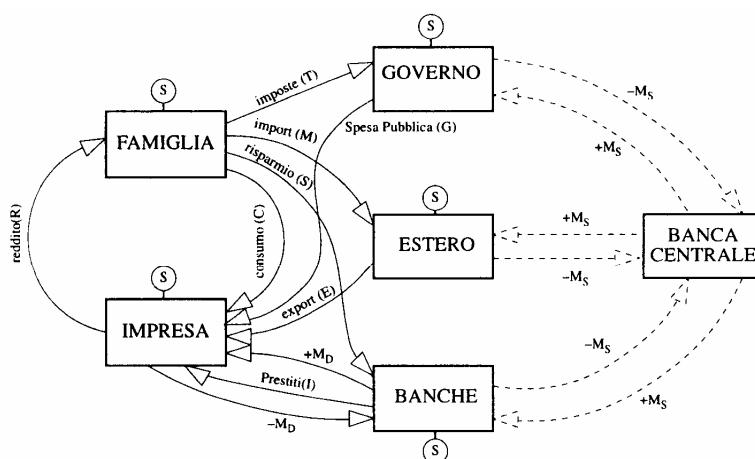 S
GOVERNO
S
FAMIGLIA
imposte (T)
import (M)
risparmio (S)
Spesa Pubblica (G)
−M_S
+M_S
reddito(R)
consumo (C)
S
ESTERO
+M_S
−M_S
BANCA
CENTRALE
S
IMPRESA
export (E)
+M_D
Prestiti(I)
−M_D
BANCHE
S
−M_S
+M_S